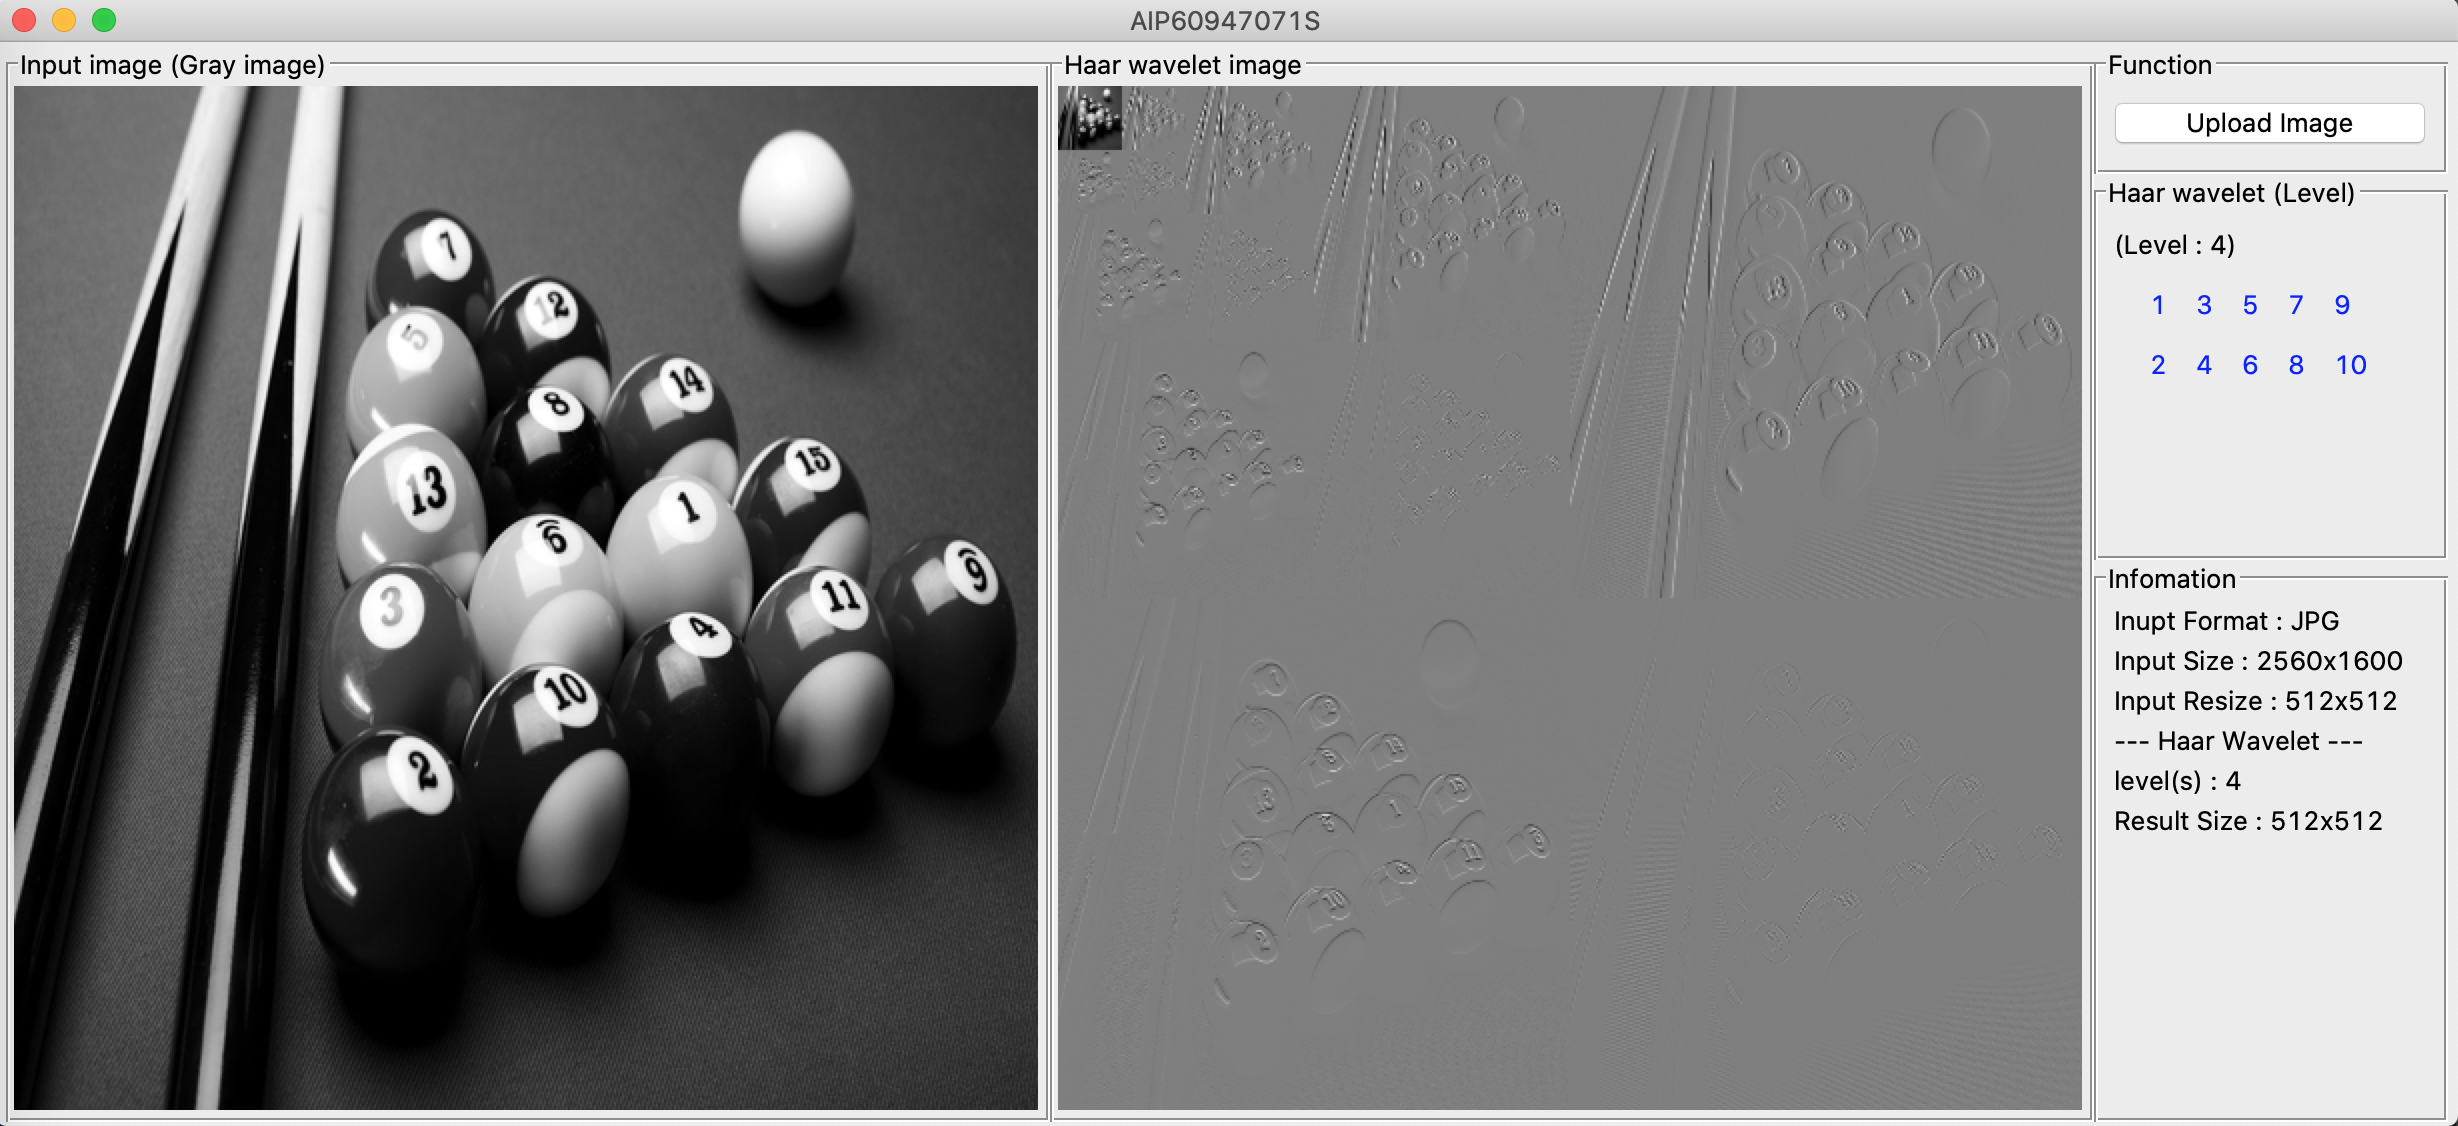 AIP60947071S
Input image (Gray image)
7
12
5
14
8
15
13
1
6
9
3
11
4
10
2
Haar wavelet image
Function
Upload Image
Haar wavelet (Level)
(Level : 4)
1 3 5 7 9
2 4 6 8 10
Infomation
Inupt Format : JPG
Input Size : 2560x1600
Input Resize : 512x512
--- Haar Wavelet ---
level(s) : 4
Result Size : 512x512